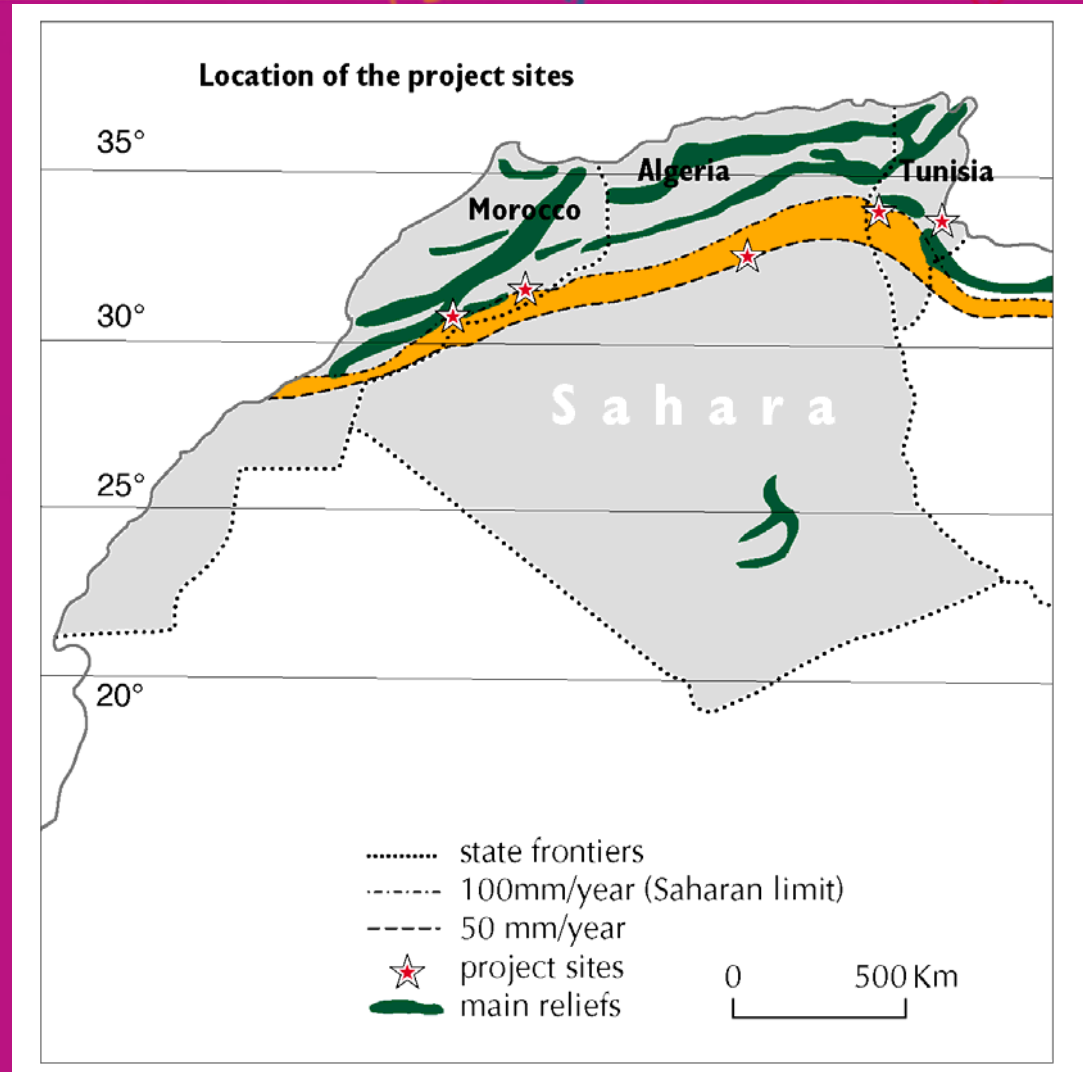 Location of the project sites
35°
Algeria
Tunisia
Morocco
30°
Sahara
25°
20°
state frontiers
100mm/year (Saharan limit)
50 mm/year
project sites
0 500 Km
main reliefs